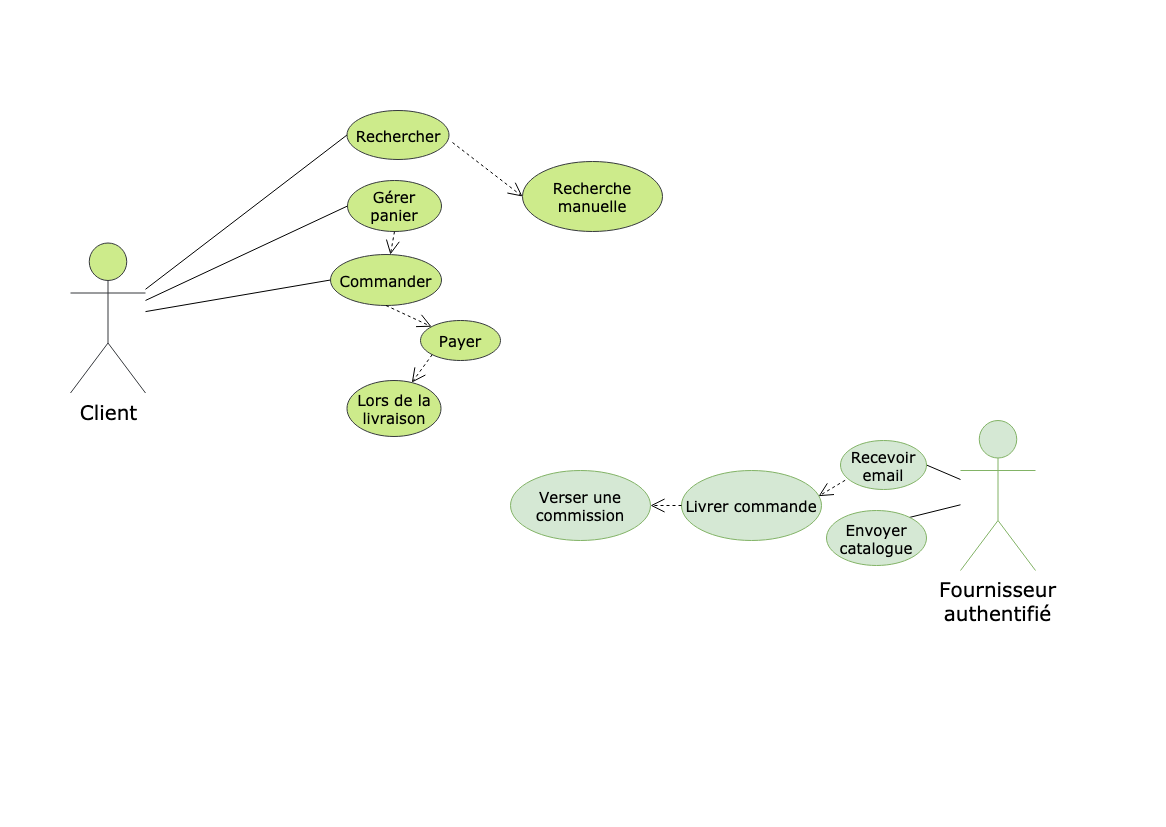 Rechercher
Recherche
manuelle
Gérer
panier
Commander
Payer
Lors de la
livraison
Client
Recevoir
email
Verser une
commission
Livrer commande
Envoyer
catalogue
Fournisseur
authentifié